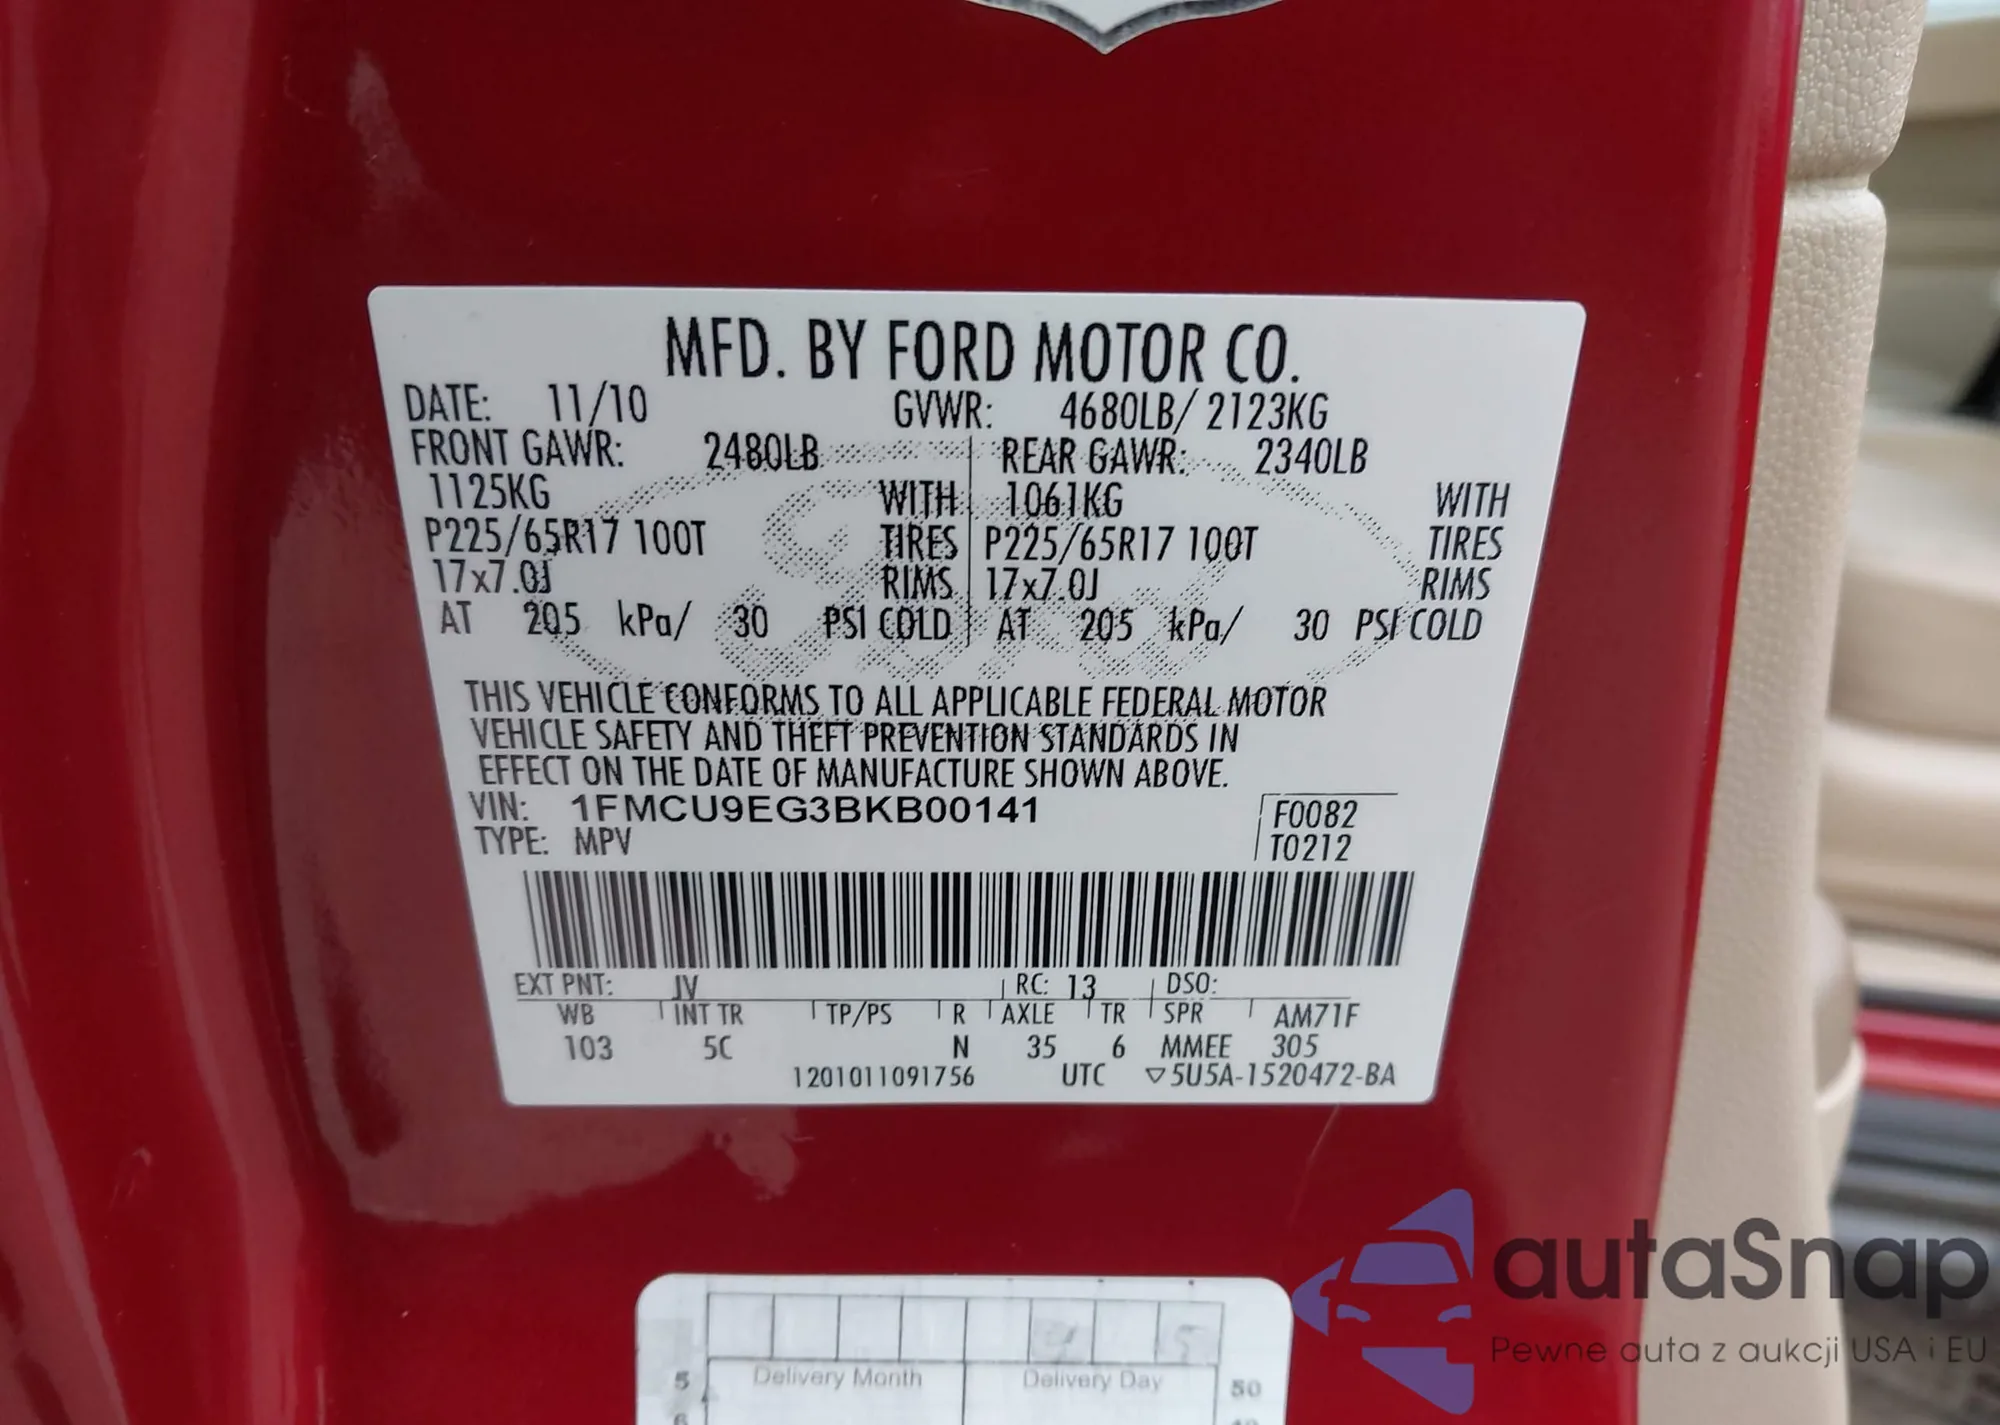 MFD. BY FORD MOTOR CO.
DATE: 11/10 GVWR: 4680LB/ 2123KG
FRONT GAWR: 2480LB REAR GAWR: 2340LB
1125KG WITH 1061KG WITH
P225/65R17 100T TIRES P225/65R17 100T TIRES
17x7.0J RIMS 17x7.0J RIMS
AT 205 kPa/ 30 PSI COLD AT 205 kPa/ 30 PSI COLD
THIS VEHICLE CONFORMS TO ALL APPLICABLE FEDERAL MOTOR
VEHICLE SAFETY AND THEFT PREVENTION STANDARDS IN
EFFECT ON THE DATE OF MANUFACTURE SHOWN ABOVE.
VIN: 1FMCU9EG3BKB00141 F0082
TYPE: MPV T0212
EXT PNT: JV RC: 13 DSO:
WB INT TR TP/PS R AXLE TR SPR AM71F
103 5C N 35 6 MMEE 305
1201011091756 UTC ▽5U5A-1520472-BA
5 Delivery Month Delivery Day 50
autaSnap
Pewne auta z aukcji USA i EU